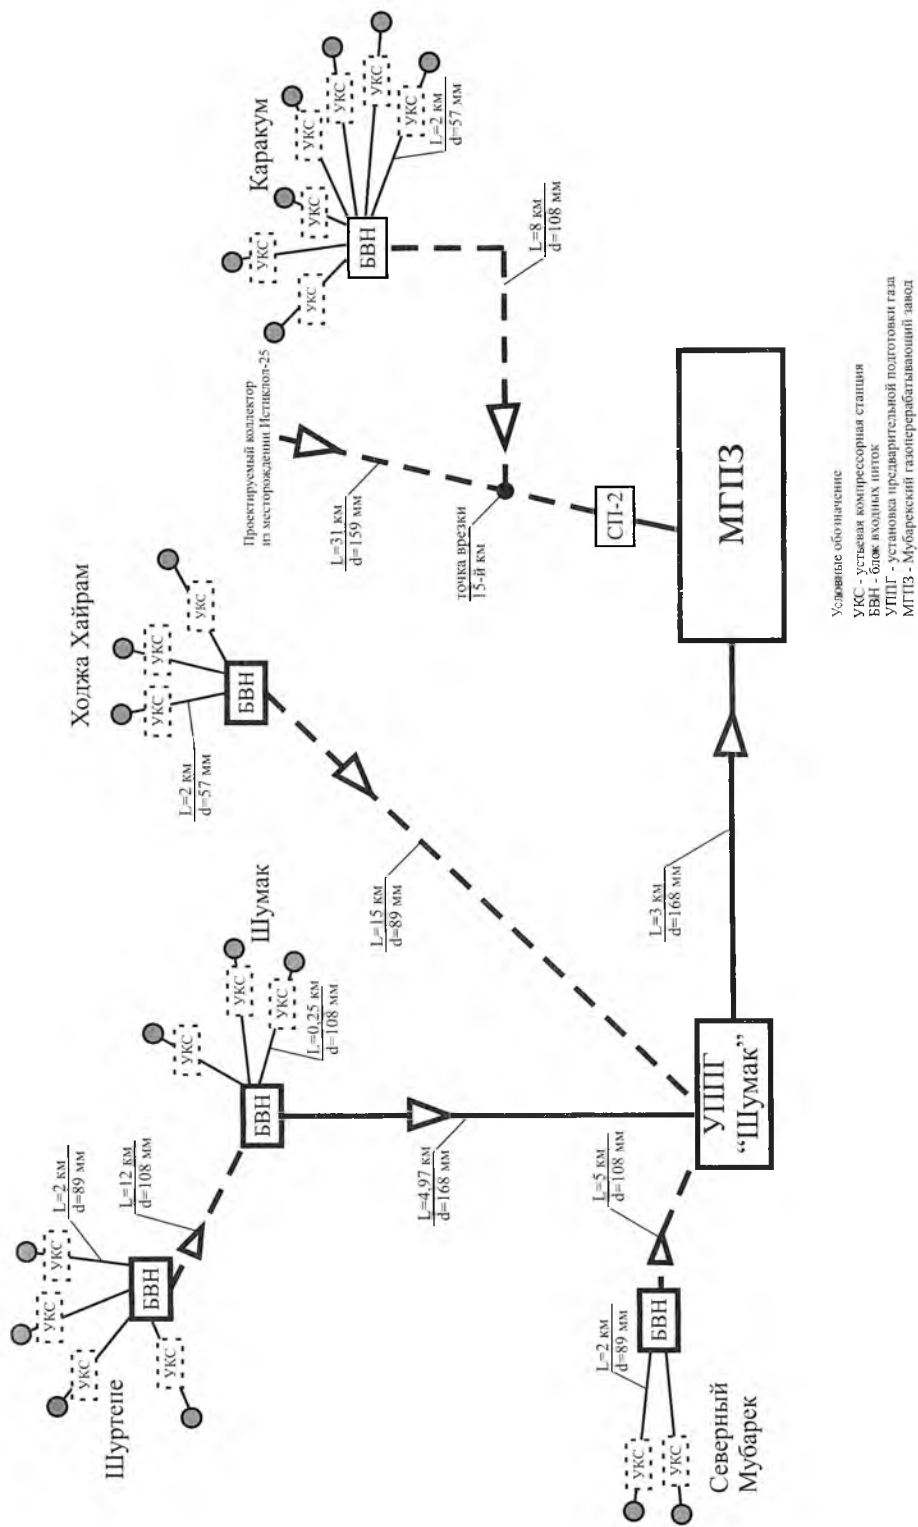 Шуртепе
УКС
УКС
УКС
УКС
БВН
L=2 км
d=89 мм
L=12 км
d=108 мм
Шумак
УКС
УКС
УКС
БВН
L=0,25 км
d=108 мм
L=4,97 км
d=168 мм
Ходжа Хайрам
УКС
УКС
УКС
БВН
L=2 км
d=57 мм
L=15 км
d=89 мм
Каракум
УКС
УКС
УКС
УКС
УКС
УКС
УКС
БВН
L=2 км
d=57 мм
L=8 км
d=108 мм
Проектируемый коллектор
из месторождении Истиклол-25
L=31 км
d=159 мм
точка врезки
15-й км
СП-2
Северный
Мубарек
УКС
УКС
БВН
L=2 км
d=89 мм
L=5 км
d=108 мм
УППГ
“Шумак”
L=3 км
d=168 мм
МГПЗ
Условные обозначение
УКС - устьевая компрессорная станция
БВН - блок входных ниток
УППГ - установка предварительной подготовки газа
МГПЗ - Мубарекский газоперерабатывающий завод